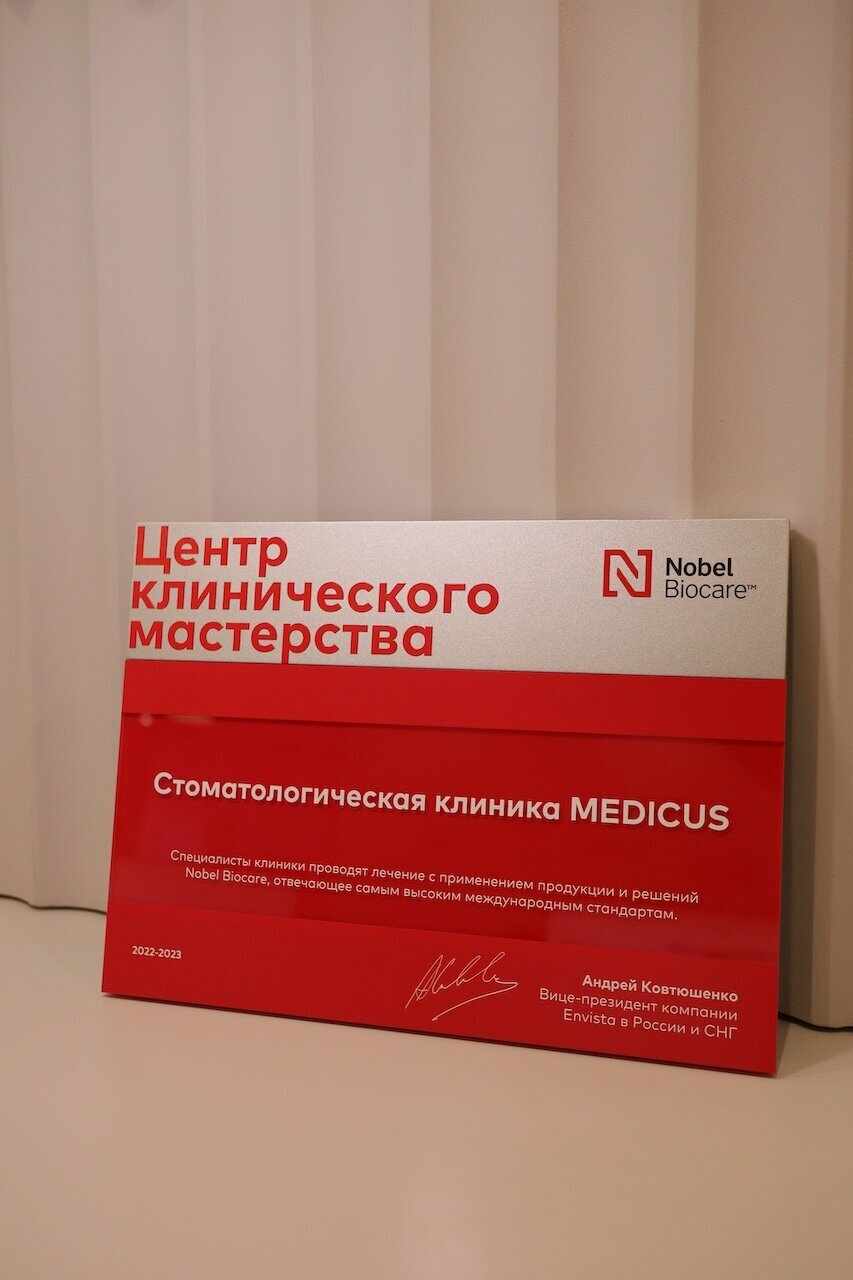 Центр
клинического
мастерства
Nobel
Biocare™
Стоматологическая клиника MEDICUS
Специалисты клиники проводят лечение с применением продукции и решений
Nobel Biocare, отвечающее самым высоким международным стандартам.
2022-2023
Андрей Ковтюшенко
Вице-президент компании
Envista в России и СНГ